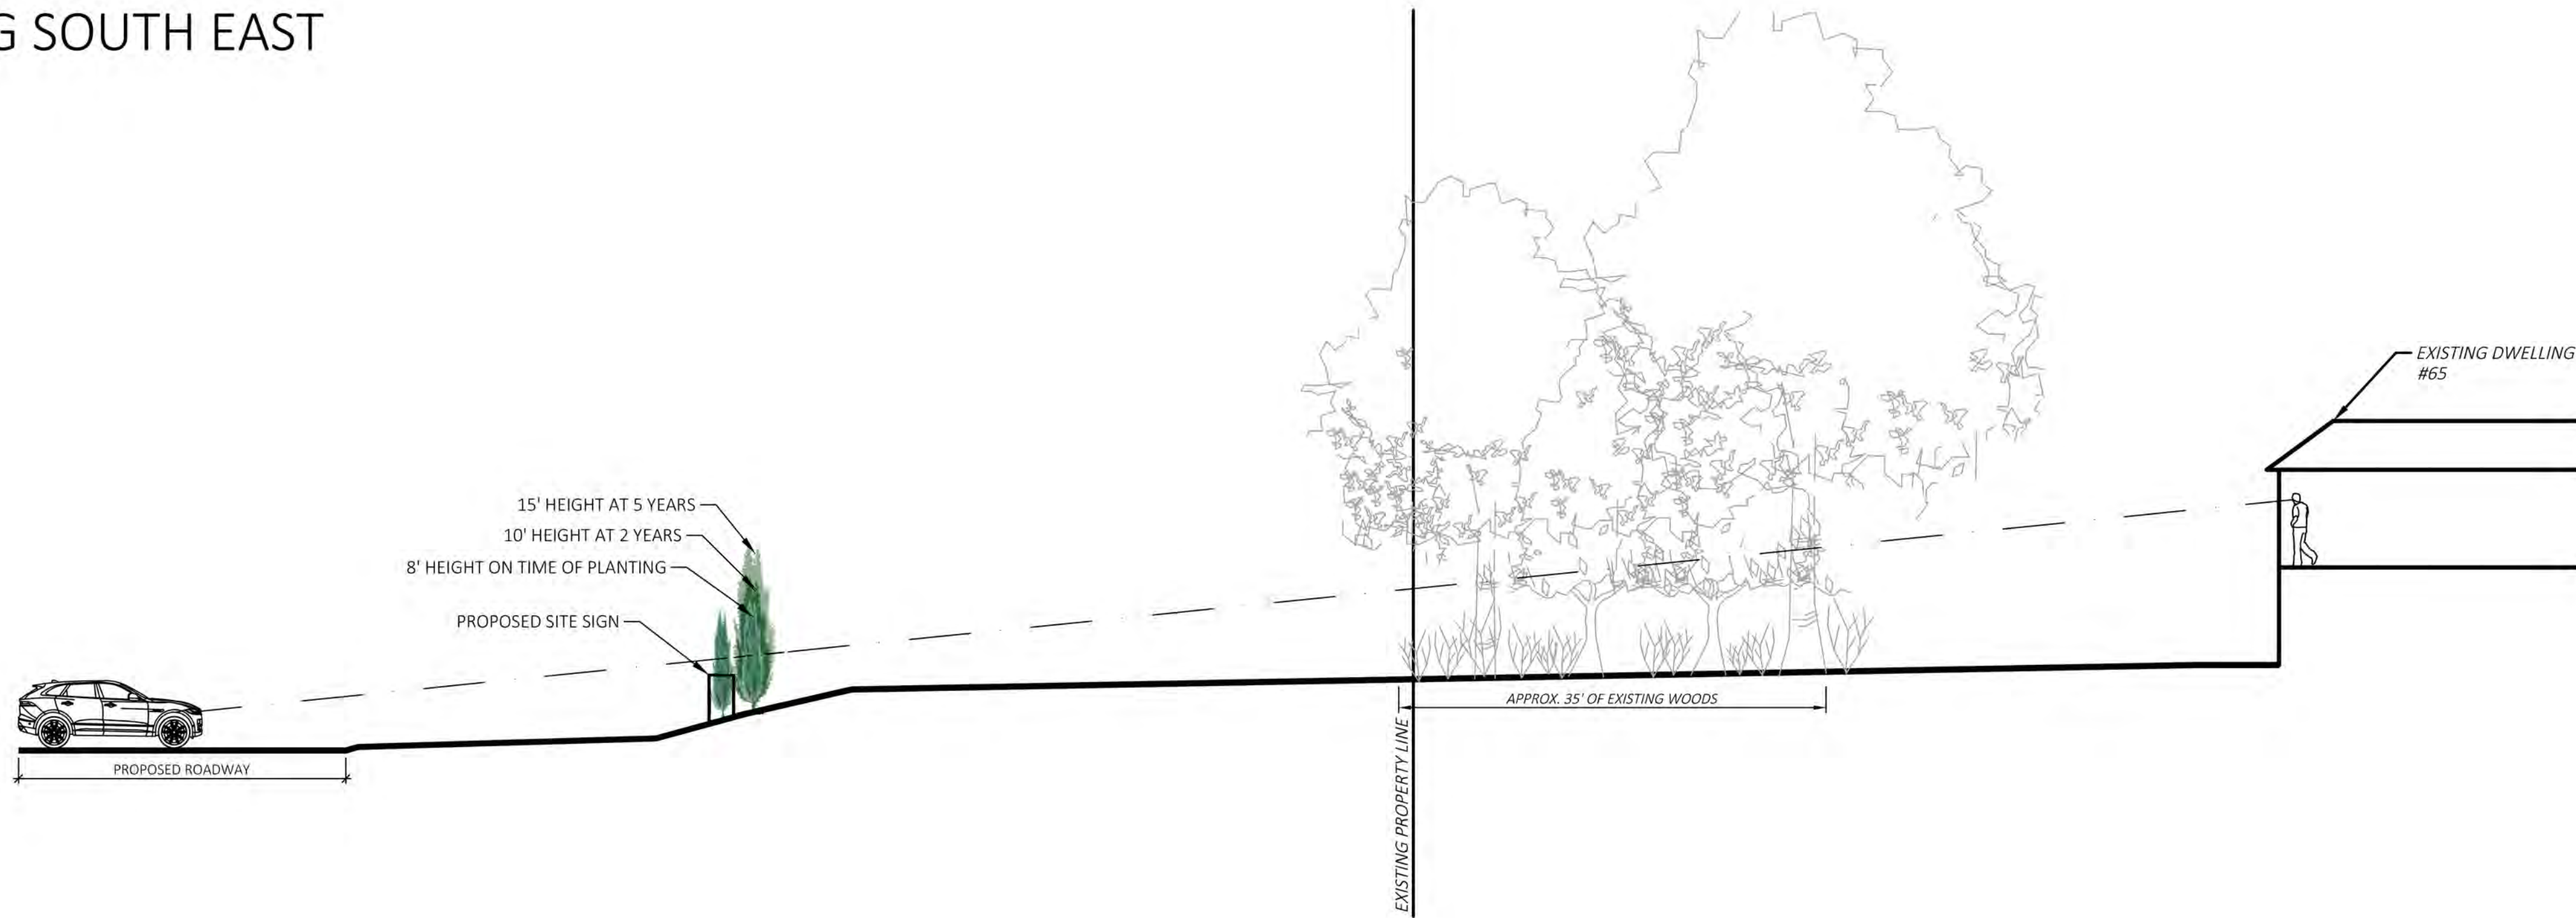 G SOUTH EAST
EXISTING DWELLING
#65
15' HEIGHT AT 5 YEARS
10' HEIGHT AT 2 YEARS
8' HEIGHT ON TIME OF PLANTING
PROPOSED SITE SIGN
APPROX. 35' OF EXISTING WOODS
PROPOSED ROADWAY
EXISTING PROPERTY LINE